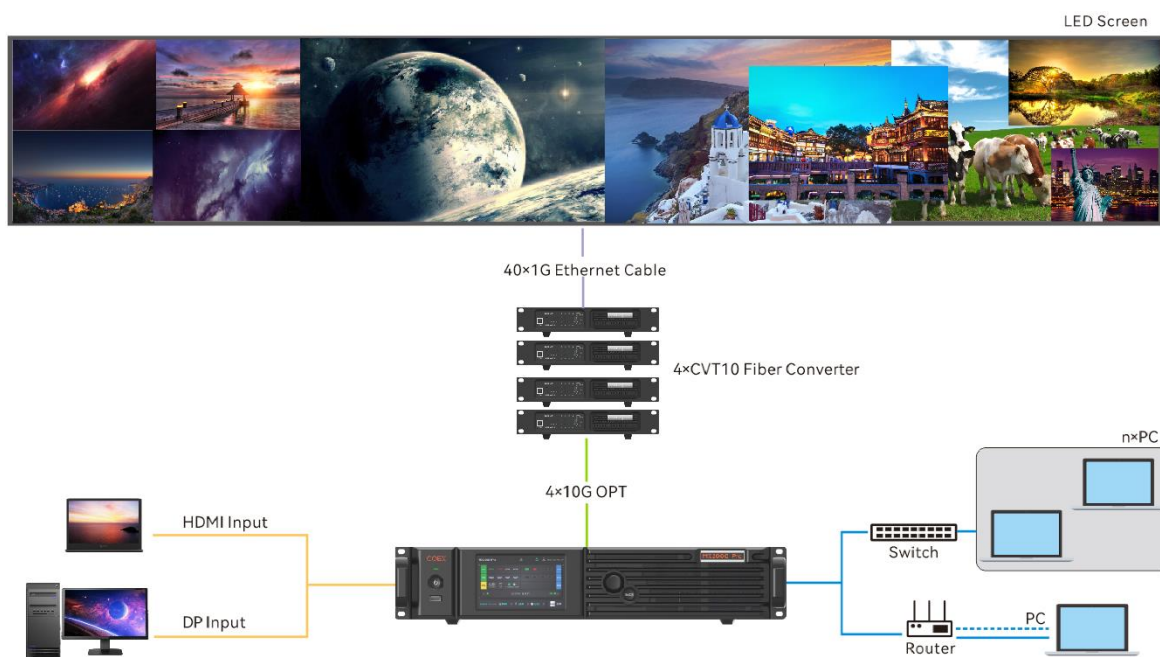 LED Screen
40×1G Ethernet Cable
4×CVT10 Fiber Converter
n×PC
4×10G OPT
HDMI Input
Switch
COEX
DP Input
PC
Router